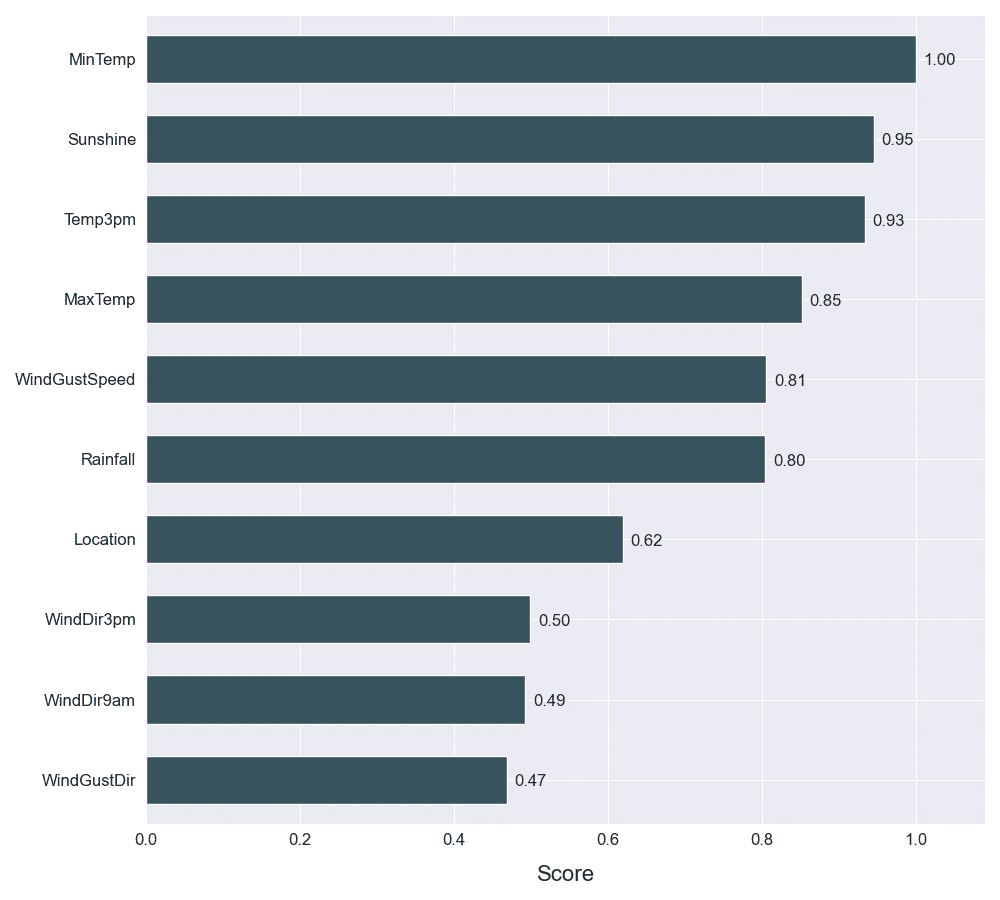 MinTemp 1.00
Sunshine 0.95
Temp3pm 0.93
MaxTemp 0.85
WindGustSpeed 0.81
Rainfall 0.80
Location 0.62
WindDir3pm 0.50
WindDir9am 0.49
WindGustDir 0.47
0.0 0.2 0.4 0.6 0.8 1.0
Score